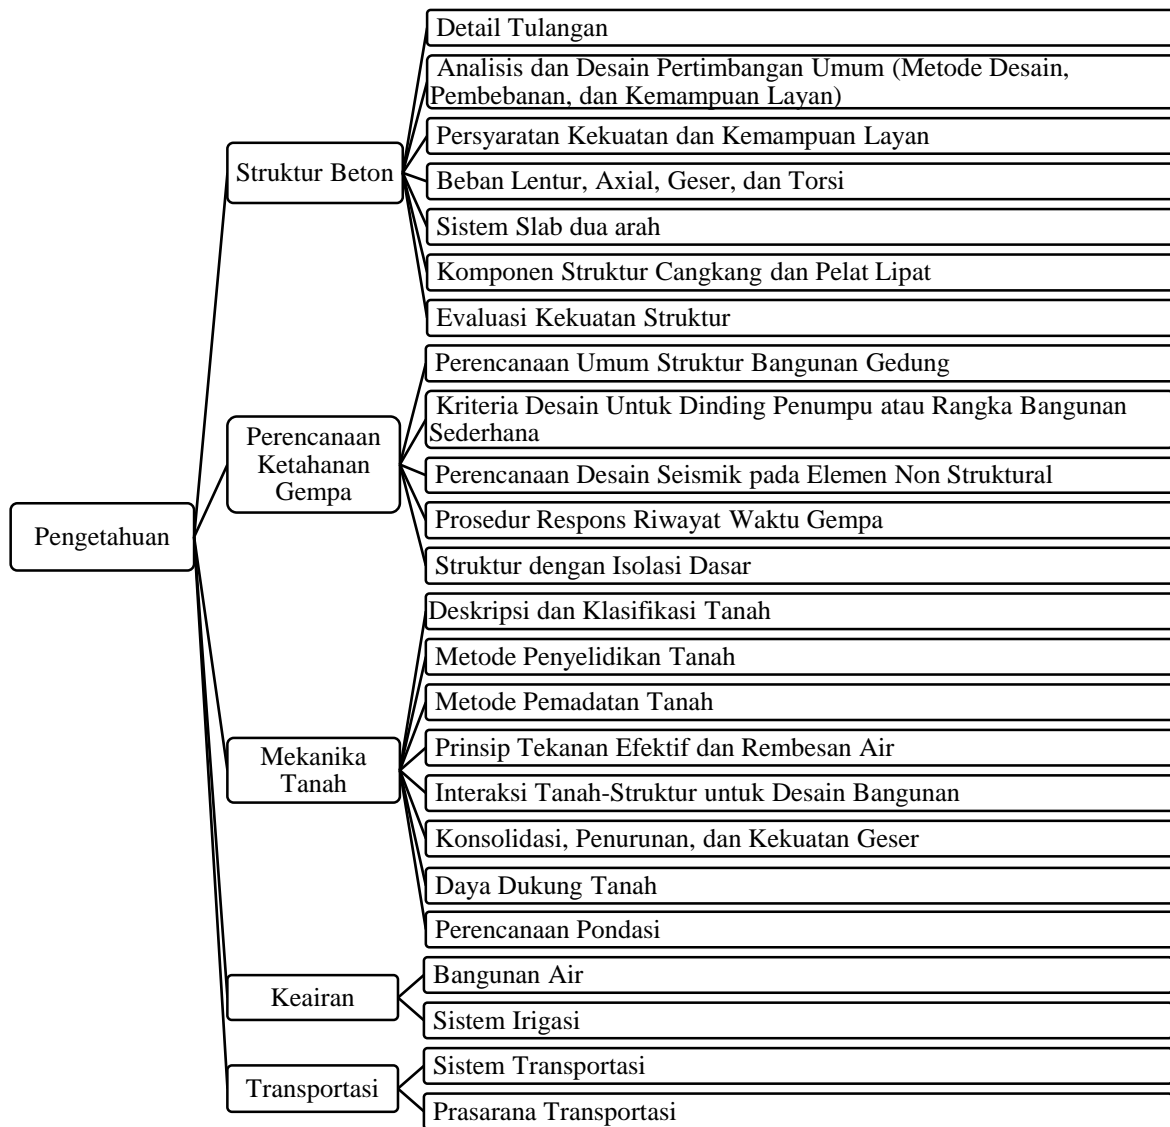 Pengetahuan
Struktur Beton
Detail Tulangan
Analisis dan Desain Pertimbangan Umum (Metode Desain,
Pembebanan, dan Kemampuan Layan)
Persyaratan Kekuatan dan Kemampuan Layan
Beban Lentur, Axial, Geser, dan Torsi
Sistem Slab dua arah
Komponen Struktur Cangkang dan Pelat Lipat
Evaluasi Kekuatan Struktur
Perencanaan
Ketahanan
Gempa
Perencanaan Umum Struktur Bangunan Gedung
Kriteria Desain Untuk Dinding Penumpu atau Rangka Bangunan
Sederhana
Perencanaan Desain Seismik pada Elemen Non Struktural
Prosedur Respons Riwayat Waktu Gempa
Struktur dengan Isolasi Dasar
Mekanika
Tanah
Deskripsi dan Klasifikasi Tanah
Metode Penyelidikan Tanah
Metode Pemadatan Tanah
Prinsip Tekanan Efektif dan Rembesan Air
Interaksi Tanah-Struktur untuk Desain Bangunan
Konsolidasi, Penurunan, dan Kekuatan Geser
Daya Dukung Tanah
Perencanaan Pondasi
Keairan
Bangunan Air
Sistem Irigasi
Transportasi
Sistem Transportasi
Prasarana Transportasi